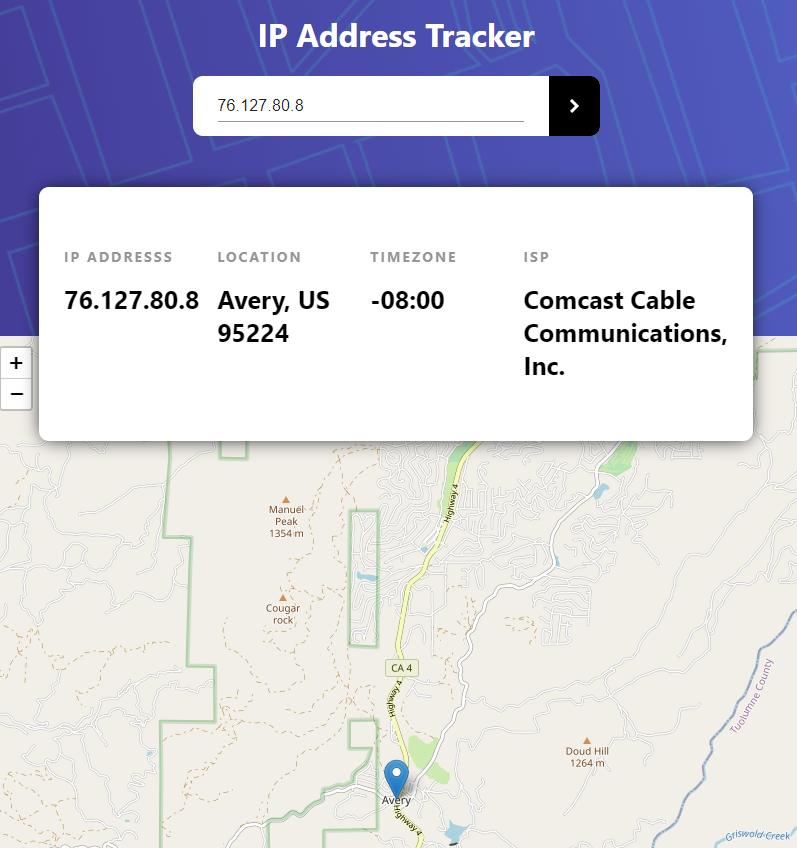 IP Address Tracker
76.127.80.8
IP ADDRESSS
LOCATION
TIMEZONE
ISP
76.127.80.8
Avery, US
95224
-08:00
Comcast Cable
Communications,
Inc.
+
−
Highway 4
Manuel
Peak
1354 m
Cougar
rock
CA 4
Highway 4
Tuolumne County
Doud Hill
1264 m
Avery
Highway 4
Griswold Creek